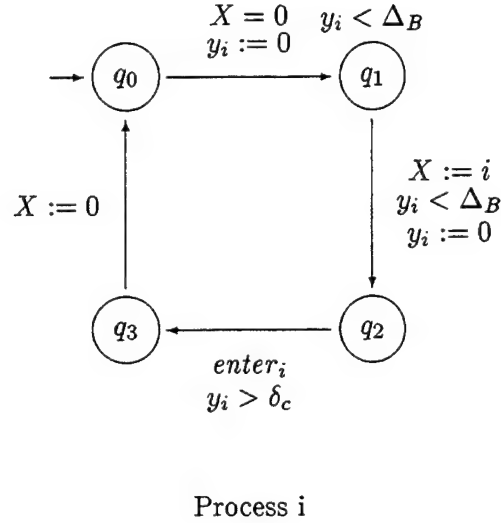 X = 0
y_i := 0
y_i < Δ_B
q_0
q_1
X := 0
X := i
y_i < Δ_B
y_i := 0
q_3
q_2
enter_i
y_i > δ_c
Process i